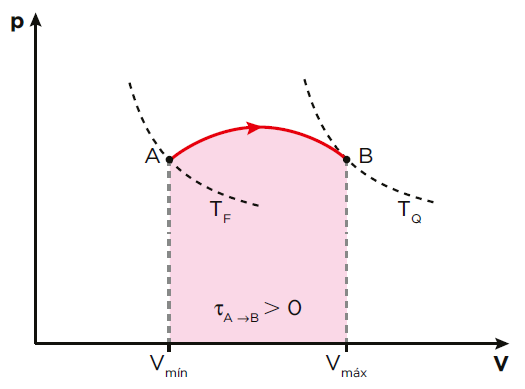 p
A
B
T_F
T_Q
τ_A→B > 0
V_mín
V_máx
V